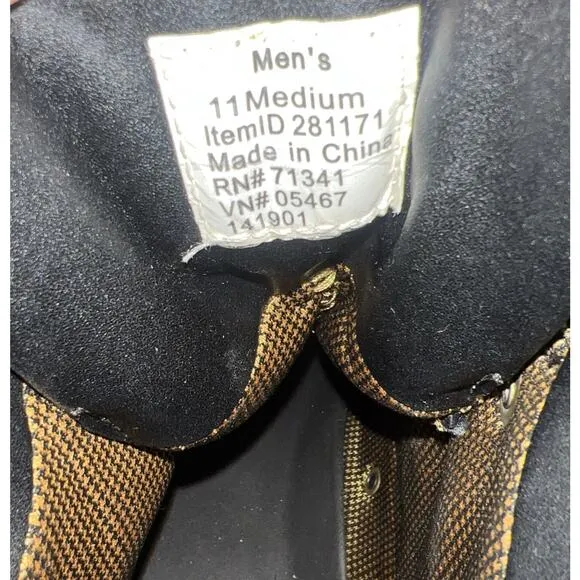 Men's
11 Medium
ItemID 281171
Made in China
RN# 71341
VN# 05467
141901